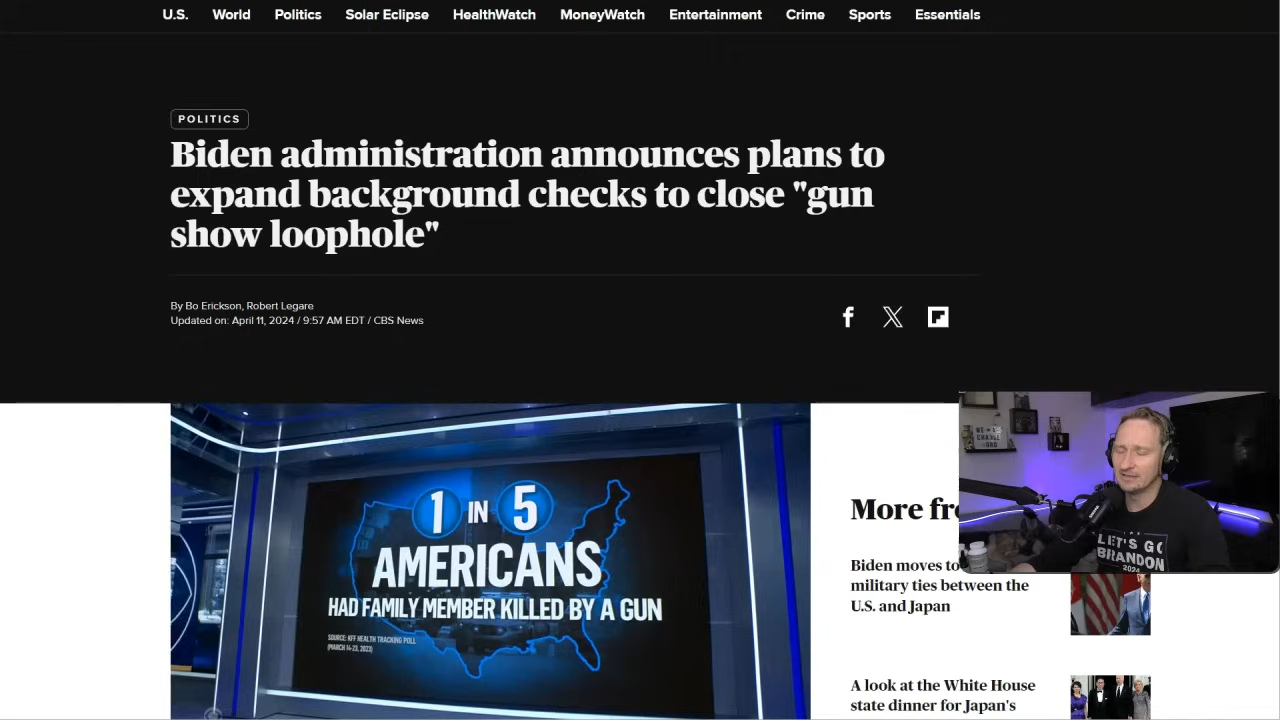 U.S. World Politics Solar Eclipse HealthWatch MoneyWatch Entertainment Crime Sports Essentials
POLITICS
Biden administration announces plans to
expand background checks to close "gun
show loophole"
By Bo Erickson, Robert Legare
Updated on: April 11, 2024 / 9:57 AM EDT / CBS News
1 IN 5
AMERICANS
HAD FAMILY MEMBER KILLED BY A GUN
SOURCE: KFF HEALTH TRACKING POLL
(MARCH 14-23, 2023)
More fr
Biden moves to
military ties between the
U.S. and Japan
A look at the White House
state dinner for Japan's
LET'S GO
BRANDON
2024